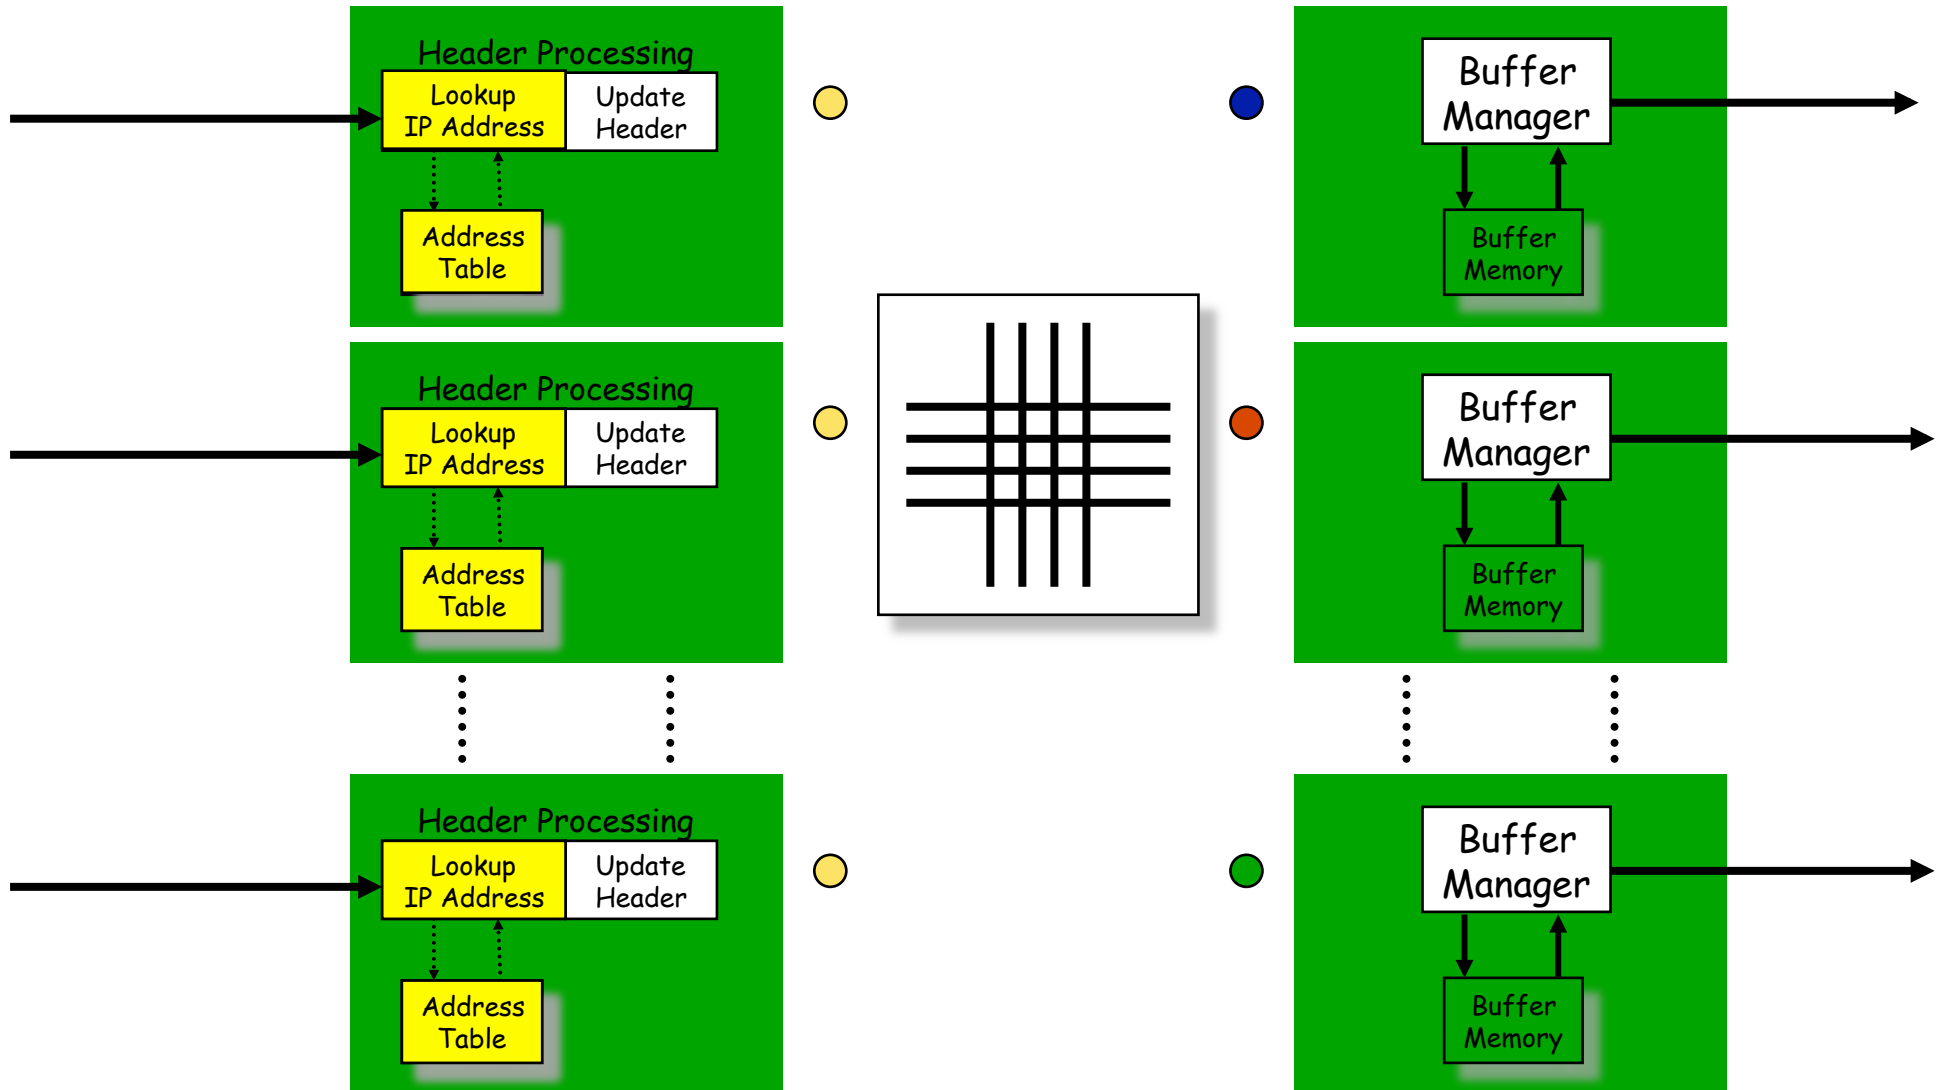 Header Processing
Lookup
IP Address
Update
Header
Address
Table
Buffer
Manager
Buffer
Memory
Header Processing
Lookup
IP Address
Update
Header
Address
Table
Buffer
Manager
Buffer
Memory
Header Processing
Lookup
IP Address
Update
Header
Address
Table
Buffer
Manager
Buffer
Memory